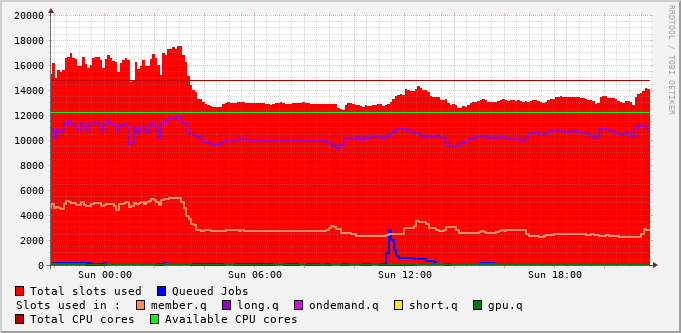 20000
18000
16000
14000
12000
10000
8000
6000
4000
2000
0
Sun 00:00 Sun 06:00 Sun 12:00 Sun 18:00
RRDTOOL / TOBI OETIKER
Total slots used Queued Jobs
Slots used in : member.q long.q ondemand.q short.q gpu.q
Total CPU cores Available CPU cores